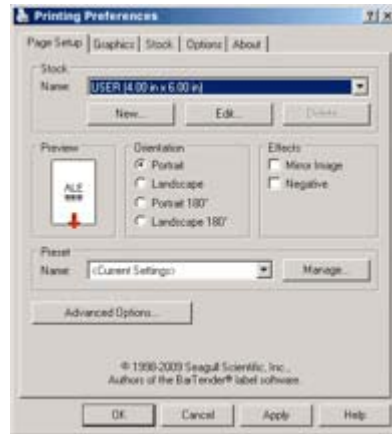 Printing Preferences
Page Setup | Graphics | Stock | Options | About
Stock
Name: USER (4.00 in x 6.00 in)
New... Edit... Delete...
Preview
Orientation
Effects
Portrait
Landscape
Portrait 180°
Landscape 180°
Mirror Image
Negative
Preset
Name: <Current Settings> Manage...
Advanced Options...
© 1998-2009 Seagull Scientific, Inc.,
Authors of the BarTender® label software.
OK Cancel Apply Help